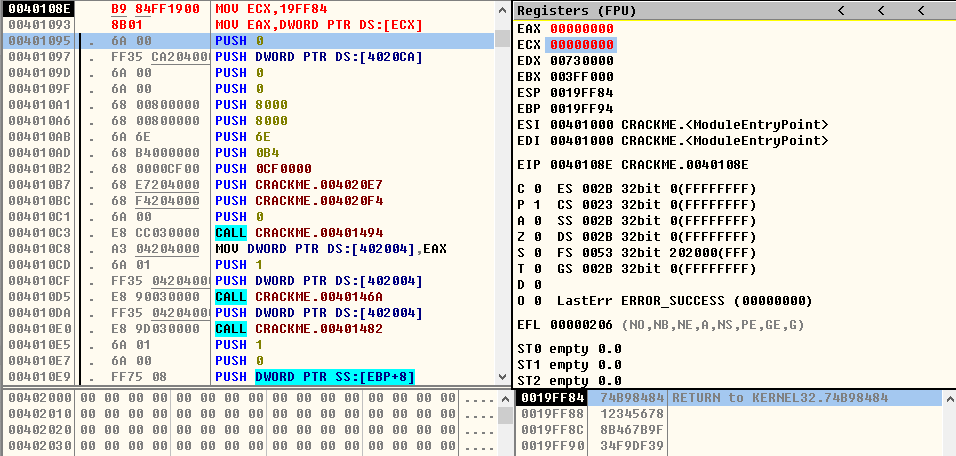 0040108E B9 84FF1900 MOV ECX,19FF84
00401093 8B01 MOV EAX,DWORD PTR DS:[ECX]
00401095 . 6A 00 PUSH 0
00401097 . FF35 CA204000 PUSH DWORD PTR DS:[4020CA]
0040109D . 6A 00 PUSH 0
0040109F . 6A 00 PUSH 0
004010A1 . 68 00800000 PUSH 8000
004010A6 . 68 00800000 PUSH 8000
004010AB . 6A 6E PUSH 6E
004010AD . 68 B4000000 PUSH 0B4
004010B2 . 68 0000CF00 PUSH 0CF0000
004010B7 . 68 E7204000 PUSH CRACKME.004020E7
004010BC . 68 F4204000 PUSH CRACKME.004020F4
004010C1 . 6A 00 PUSH 0
004010C3 . E8 CC030000 CALL CRACKME.00401494
004010C8 . A3 04204000 MOV DWORD PTR DS:[402004],EAX
004010CD . 6A 01 PUSH 1
004010CF . FF35 04204000 PUSH DWORD PTR DS:[402004]
004010D5 . E8 90030000 CALL CRACKME.0040146A
004010DA . FF35 04204000 PUSH DWORD PTR DS:[402004]
004010E0 . E8 9D030000 CALL CRACKME.00401482
004010E5 . 6A 01 PUSH 1
004010E7 . 6A 00 PUSH 0
004010E9 . FF75 08 PUSH DWORD PTR SS:[EBP+8]
Registers (FPU) < < <
EAX 00000000
ECX 00000000
EDX 00730000
EBX 003FF000
ESP 0019FF84
EBP 0019FF94
ESI 00401000 CRACKME.<ModuleEntryPoint>
EDI 00401000 CRACKME.<ModuleEntryPoint>
EIP 0040108E CRACKME.0040108E
C 0 ES 002B 32bit 0(FFFFFFFF)
P 1 CS 0023 32bit 0(FFFFFFFF)
A 0 SS 002B 32bit 0(FFFFFFFF)
Z 0 DS 002B 32bit 0(FFFFFFFF)
S 0 FS 0053 32bit 202000(FFF)
T 0 GS 002B 32bit 0(FFFFFFFF)
D 0
O 0 LastErr ERROR_SUCCESS (00000000)
EFL 00000206 (NO,NB,NE,A,NS,PE,GE,G)
ST0 empty 0.0
ST1 empty 0.0
ST2 empty 0.0
00402000 00 00 00 00 00 00 00 00 00 00 00 00 00 00 00 00 ....
00402010 00 00 00 00 00 00 00 00 00 00 00 00 00 00 00 00 ....
00402020 00 00 00 00 00 00 00 00 00 00 00 00 00 00 00 00 ....
00402030 00 00 00 00 00 00 00 00 00 00 00 00 00 00 00 00 ....
0019FF84 74B98484 RETURN to KERNEL32.74B98484
0019FF88 12345678
0019FF8C 8B467B9F
0019FF90 34F9DF39